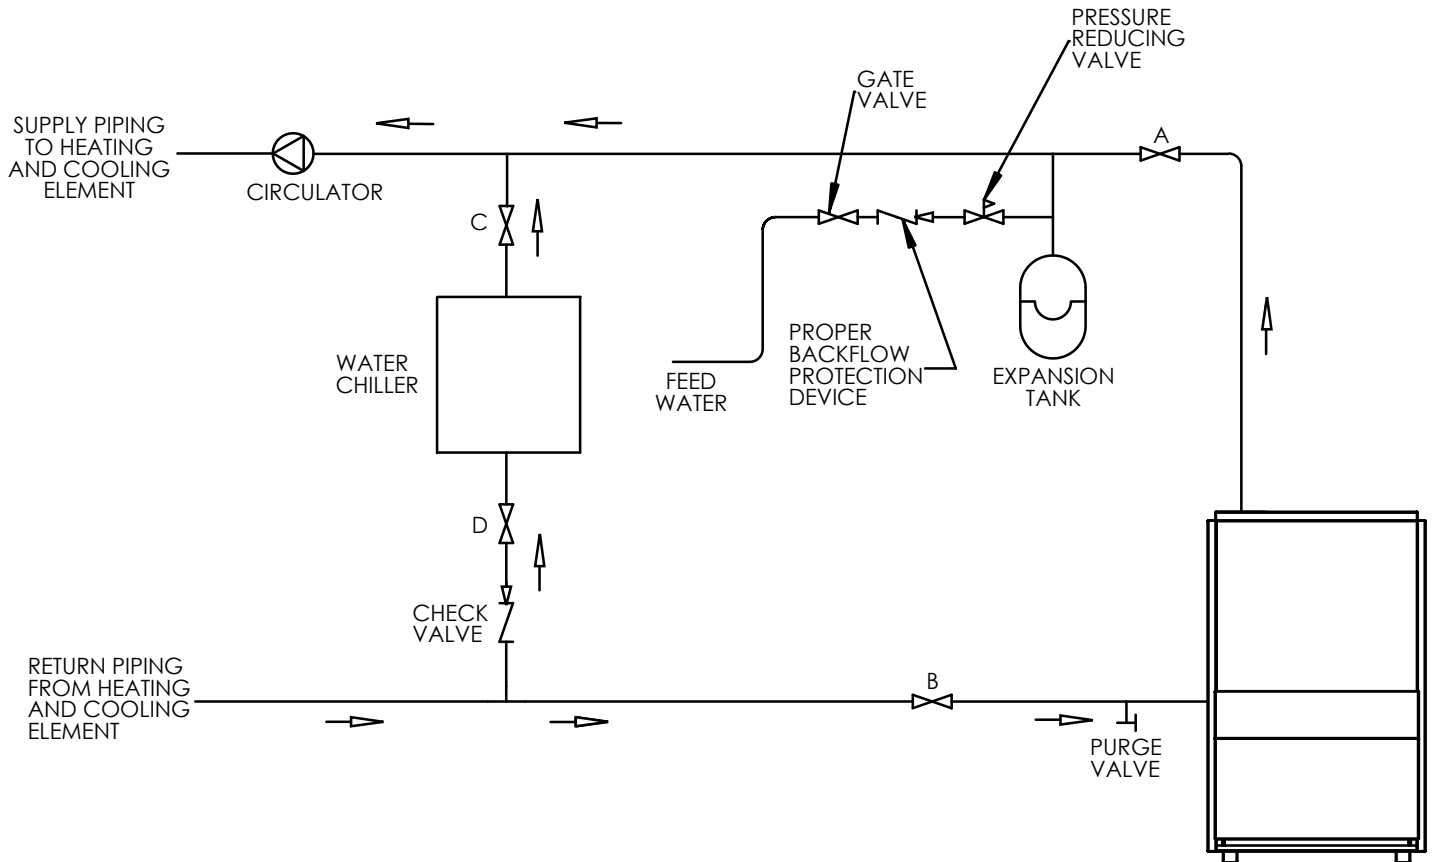 PRESSURE
REDUCING
VALVE
GATE
VALVE
SUPPLY PIPING
TO HEATING
AND COOLING
ELEMENT
CIRCULATOR
A
C
WATER
CHILLER
FEED
WATER
PROPER
BACKFLOW
PROTECTION
DEVICE
EXPANSION
TANK
D
CHECK
VALVE
RETURN PIPING
FROM HEATING
AND COOLING
ELEMENT
B
PURGE
VALVE